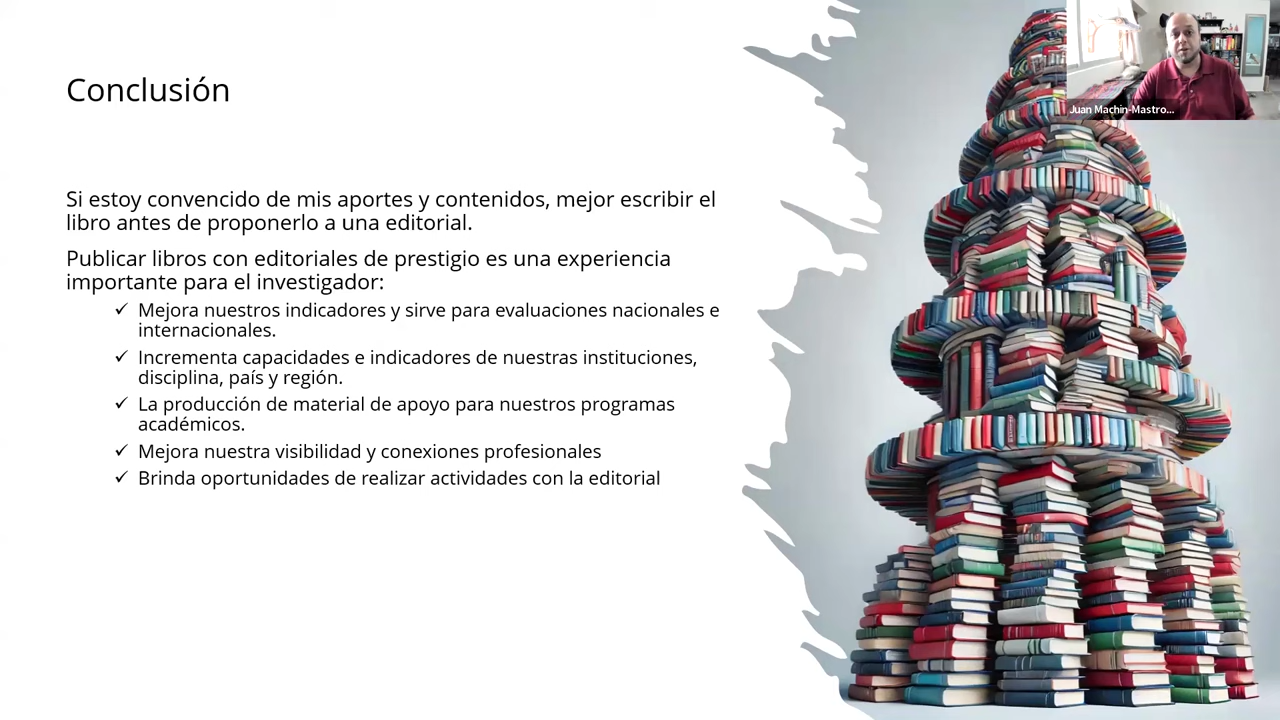 Conclusión
Juan Machin-Mastro...
Si estoy convencido de mis aportes y contenidos, mejor escribir el
libro antes de proponerlo a una editorial.
Publicar libros con editoriales de prestigio es una experiencia
importante para el investigador:
✓ Mejora nuestros indicadores y sirve para evaluaciones nacionales e
internacionales.
✓ Incrementa capacidades e indicadores de nuestras instituciones,
disciplina, país y región.
✓ La producción de material de apoyo para nuestros programas
académicos.
✓ Mejora nuestra visibilidad y conexiones profesionales
✓ Brinda oportunidades de realizar actividades con la editorial